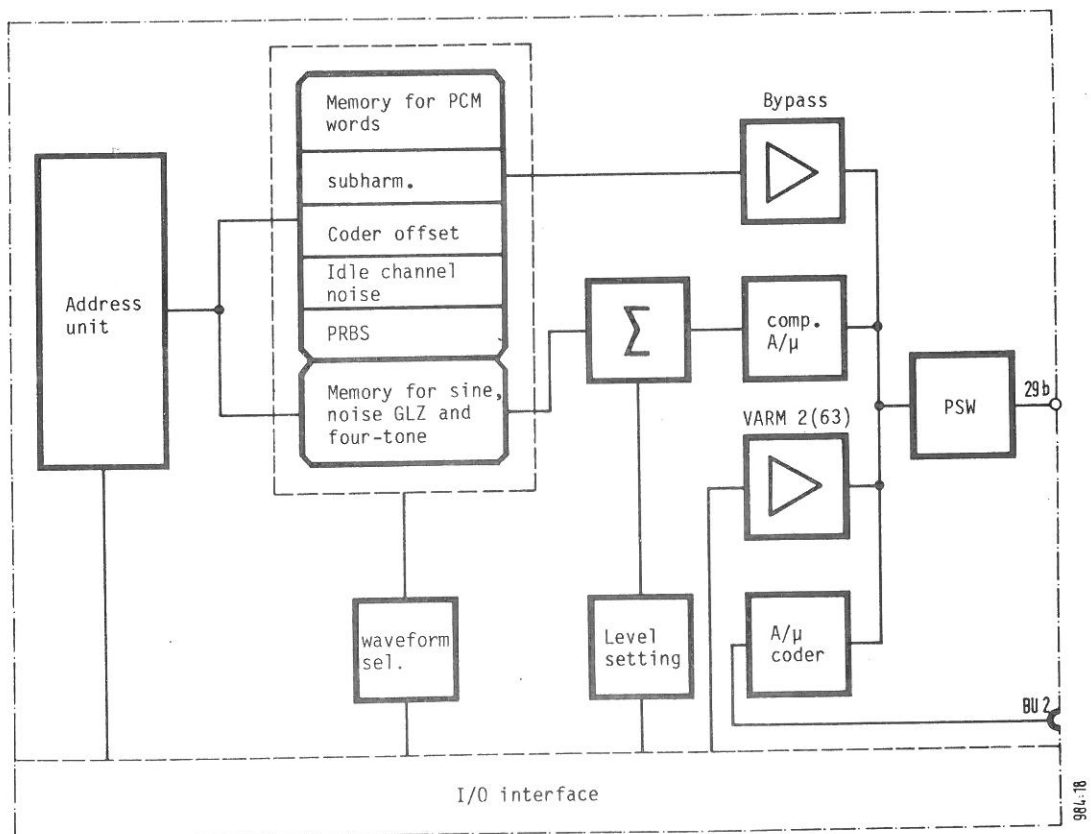 Memory for PCM
words
subharm.
Coder offset
Idle channel
noise
PRBS
Memory for sine,
noise GLZ and
four-tone
Address
unit
Bypass
Σ
comp.
A/μ
VARM 2(63)
PSW
29b
waveform
sel.
Level
setting
A/μ
coder
BU 2
I/O interface
984-18